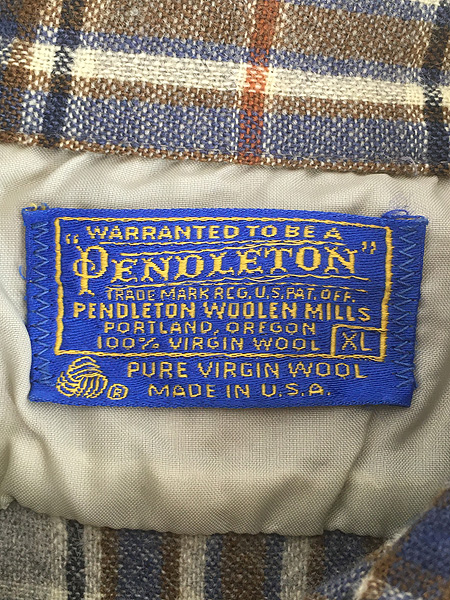 WARRANTED TO BE A
"PENDLETON"
TRADE MARK REG. U.S. PAT. OFF.
PENDLETON WOOLEN MILLS
PORTLAND, OREGON
100% VIRGIN WOOL XL
® PURE VIRGIN WOOL
MADE IN U.S.A.